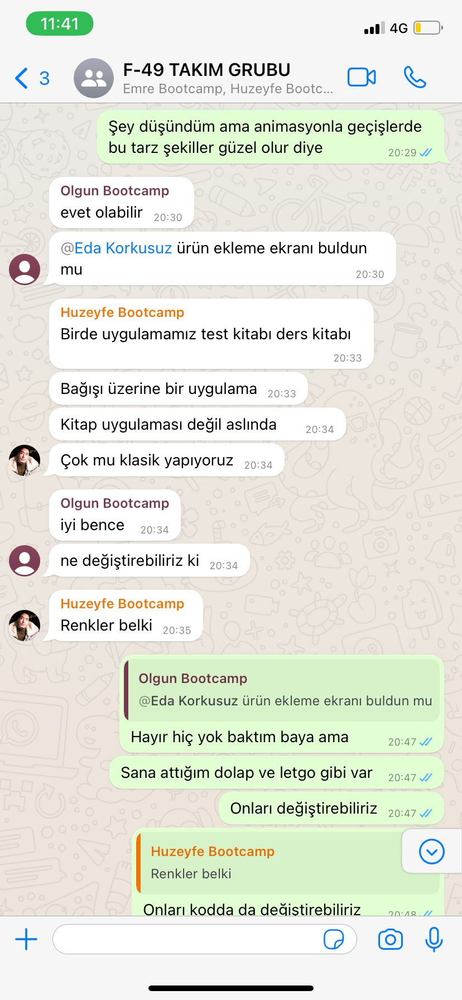 11:41
4G
3
F-49 TAKIM GRUBU
Emre Bootcamp, Huzeyfe Bootc...
Şey düşündüm ama animasyonla geçişlerde
bu tarz şekiller güzel olur diye
20:29
Olgun Bootcamp
evet olabilir
20:30
@Eda Korkusuz ürün ekleme ekranı buldun
mu
20:30
Huzeyfe Bootcamp
Birde uygulamamız test kitabı ders kitabı
20:33
Bağışı üzerine bir uygulama
20:33
Kitap uygulaması değil aslında
20:34
Çok mu klasik yapıyoruz
20:34
Olgun Bootcamp
iyi bence
20:34
ne değiştirebiliriz ki
20:34
Huzeyfe Bootcamp
Renkler belki
20:35
Olgun Bootcamp
@Eda Korkusuz ürün ekleme ekranı buldun mu
Hayır hiç yok baktım baya ama
20:47
Sana attığım dolap ve letgo gibi var
20:47
Onları değiştirebiliriz
20:47
Huzeyfe Bootcamp
Renkler belki
Onları kodda da değiştirebiliriz
20:48